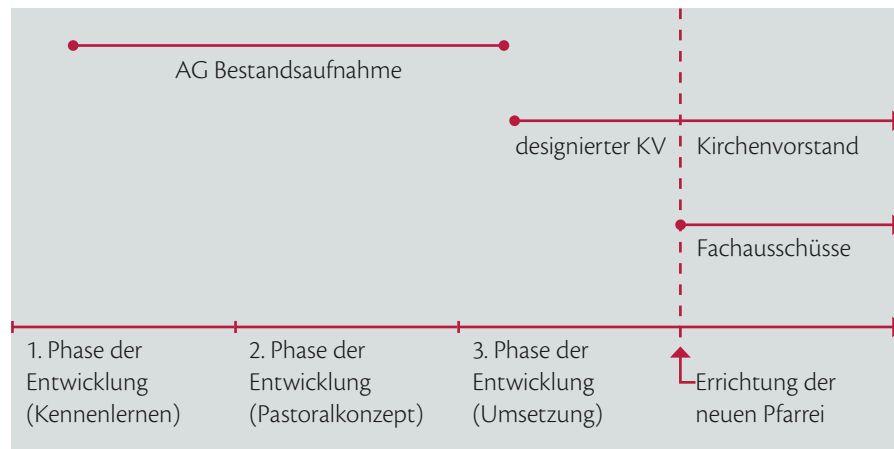 AG Bestandsaufnahme
designierter KV
Kirchenvorstand
Fachausschüsse
1. Phase der
Entwicklung
(Kennenlernen)
2. Phase der
Entwicklung
(Pastoralkonzept)
3. Phase der
Entwicklung
(Umsetzung)
Errichtung der
neuen Pfarrei